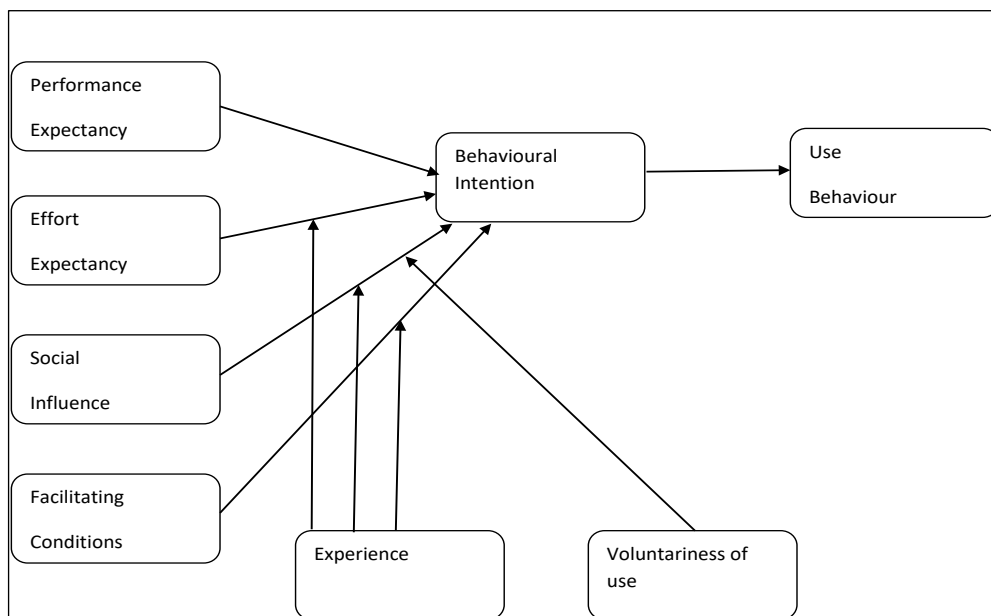 Performance
Expectancy
Behavioural
Intention
Use
Behaviour
Effort
Expectancy
Social
Influence
Facilitating
Conditions
Experience
Voluntariness of
use